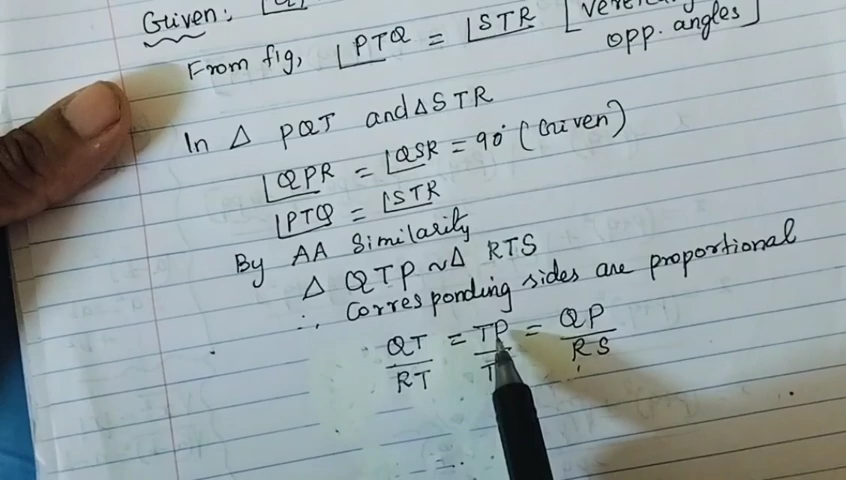 Given:
From fig, ∠PTQ = ∠STR [
opp. angles]
In Δ PQT and Δ STR
∠QPR = ∠QSR = 90° (Given)
∠PTQ = ∠STR
By AA Similarity
Δ QTP ~ Δ RTS
∴ Corresponding sides are proportional
QT/RT = TP/T = QP/RS